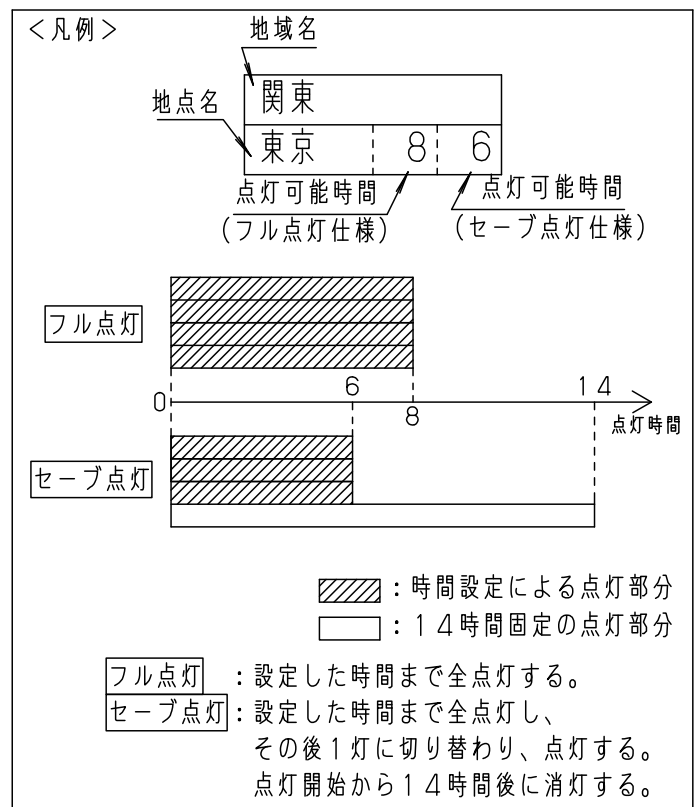 <凡例>
地域名
関東
地点名
東京 8 6
点灯可能時間
(フル点灯仕様)
点灯可能時間
(セーブ点灯仕様)
フル点灯
0 6 8 14
点灯時間
セーブ点灯
:時間設定による点灯部分
:14時間固定の点灯部分
フル点灯 :設定した時間まで全点灯する。
セーブ点灯:設定した時間まで全点灯し、
その後1灯に切り替わり、点灯する。
点灯開始から14時間後に消灯する。